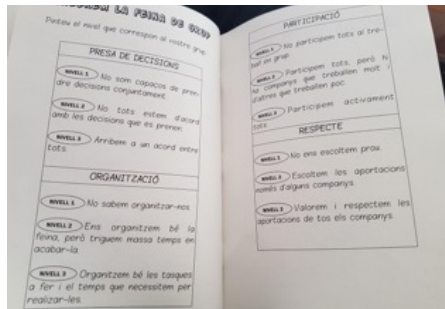 LA FEINA DE GRUP
Pinteu el nivell que correspon al vostre grup.
PRESA DE DECISIONS
NIVELL 1 No som capaços de pren-
dre decisions conjuntament.
NIVELL 2 No tots estem d'acord
amb les decisions que es prenen.
NIVELL 3 Arribem a un acord entre
tots.
ORGANITZACIÓ
NIVELL 1 No sabem organitzar-nos.
NIVELL 2 Ens organitzem bé la
feina, però triguem massa temps en
acabar-la.
NIVELL 3 Organitzem bé les tasques
a fer i el temps que necessitem per
realitzar-les.
PARTICIPACIÓ
NIVELL 1 No participem tots al tre-
ball en grup.
NIVELL 2 Participem tots, però hi
ha companys que treballen molt i
d'altres que treballen poc.
NIVELL 3 Participem activament
tots.
RESPECTE
NIVELL 1 No ens escoltem prou.
NIVELL 2 Escoltem les aportacions
només d'alguns companys.
NIVELL 3 Valorem i respectem les
aportacions de tos els companys.